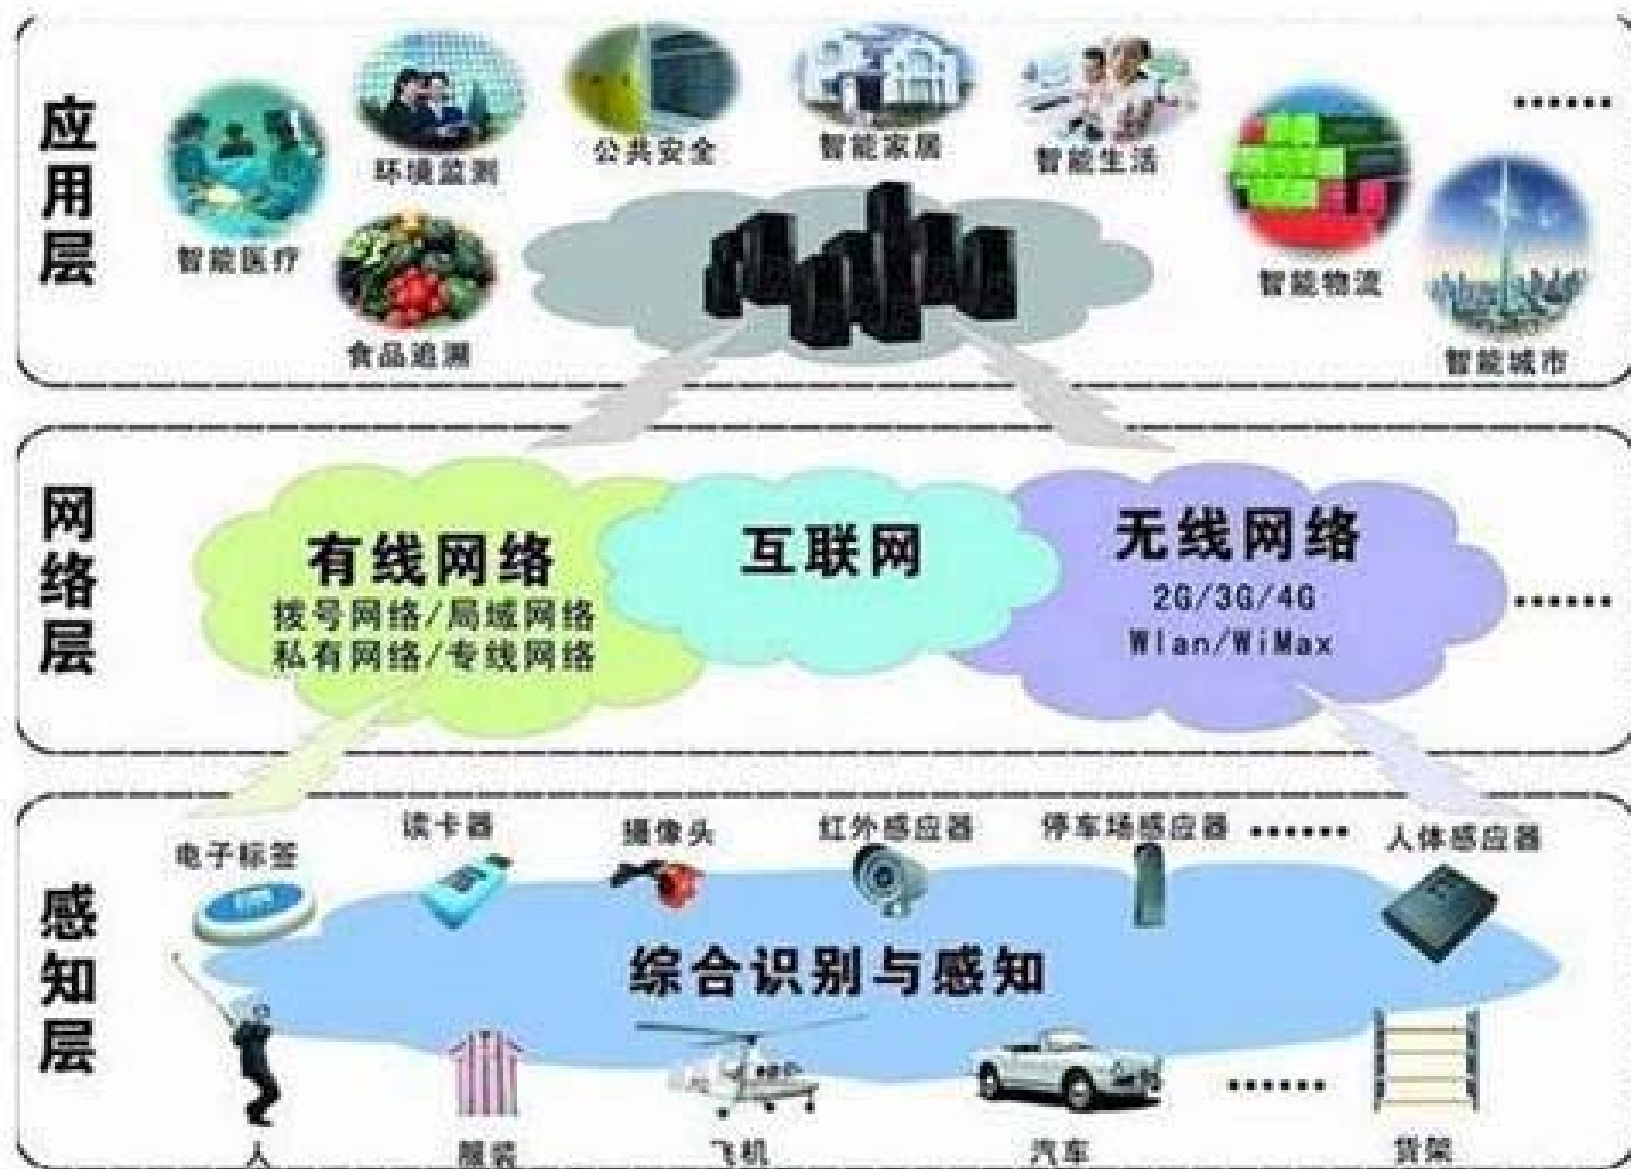 应用层
智能医疗
环境监测
公共安全
智能家居
智能生活
智能物流
智能城市
食品追溯
......
网络层
有线网络
拨号网络/局域网络
私有网络/专线网络
互联网
无线网络
2G/3G/4G
Wlan/WiMax
......
感知层
电子标签
读卡器
摄像头
红外感应器
停车场感应器
......
人体感应器
综合识别与感知
人
服装
飞机
汽车
......
货架